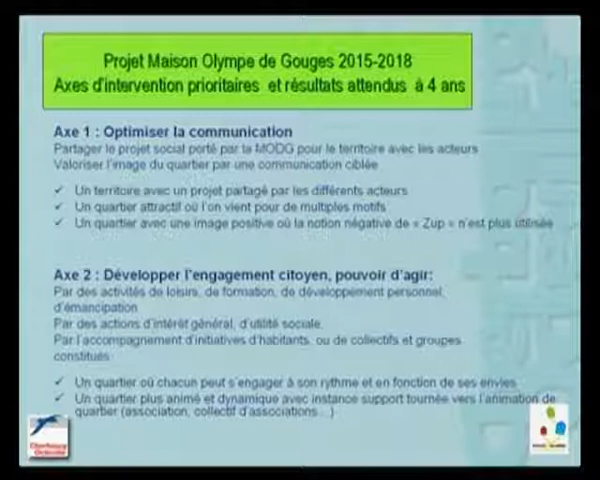 Projet Maison Olympe de Gouges 2015-2018
Axes d'intervention prioritaires et résultats attendus à 4 ans
Axe 1 : Optimiser la communication
Partager le projet social porté par la MODG pour le territoire avec les acteurs
Valoriser l'image du quartier par une communication ciblée
✓ Un territoire avec un projet partagé par les différents acteurs
✓ Un quartier attractif où l'on vient pour de multiples motifs
✓ Un quartier avec une image positive où la notion négative de « Zup » n'est plus utilisée
Axe 2 : Développer l'engagement citoyen, pouvoir d'agir:
Par des activités de loisirs, de formation, de développement personnel,
d'émancipation
Par des actions d'intérêt général, d'utilité sociale,
Par l'accompagnement d'initiatives d'habitants, ou de collectifs et groupes
constitués
✓ Un quartier où chacun peut s'engager à son rythme et en fonction de ses envies
✓ Un quartier plus animé et dynamique avec instance support tournée vers l'animation de
quartier (association, collectif d'associations...)
Cherbourg
Octeville